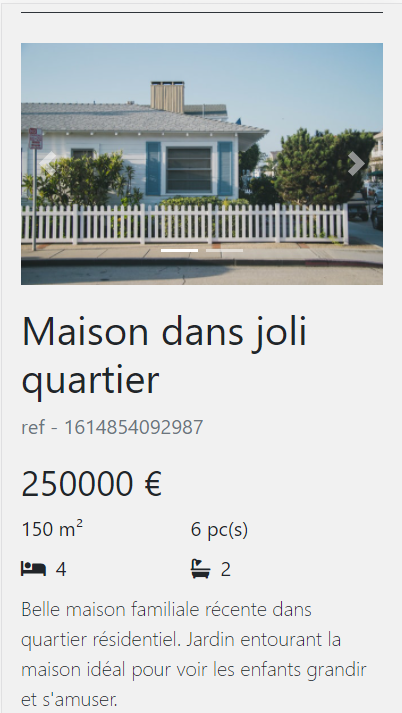 Maison dans joli
quartier
ref - 1614854092987
250000 €
150 m²
6 pc(s)
4
2
Belle maison familiale récente dans
quartier résidentiel. Jardin entourant la
maison idéal pour voir les enfants grandir
et s'amuser.